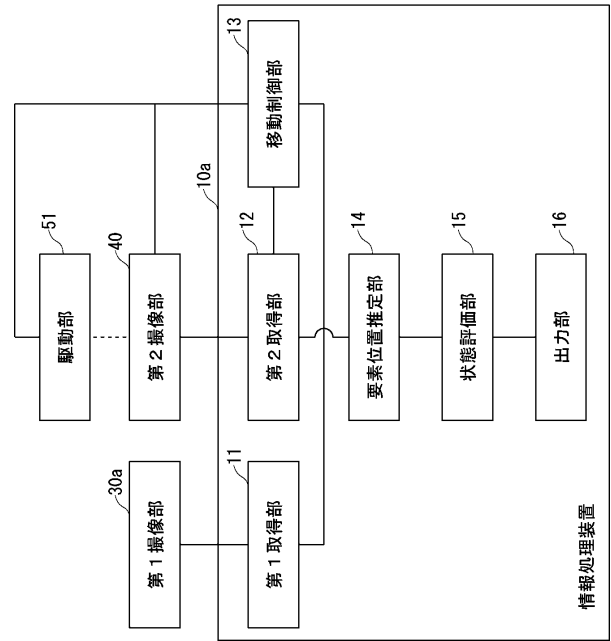 駆動部
51
第1撮像部
30a
第2撮像部
40
10a
第1取得部
11
第2取得部
12
移動制御部
13
要素位置推定部
14
状態評価部
15
出力部
16
情報処理装置